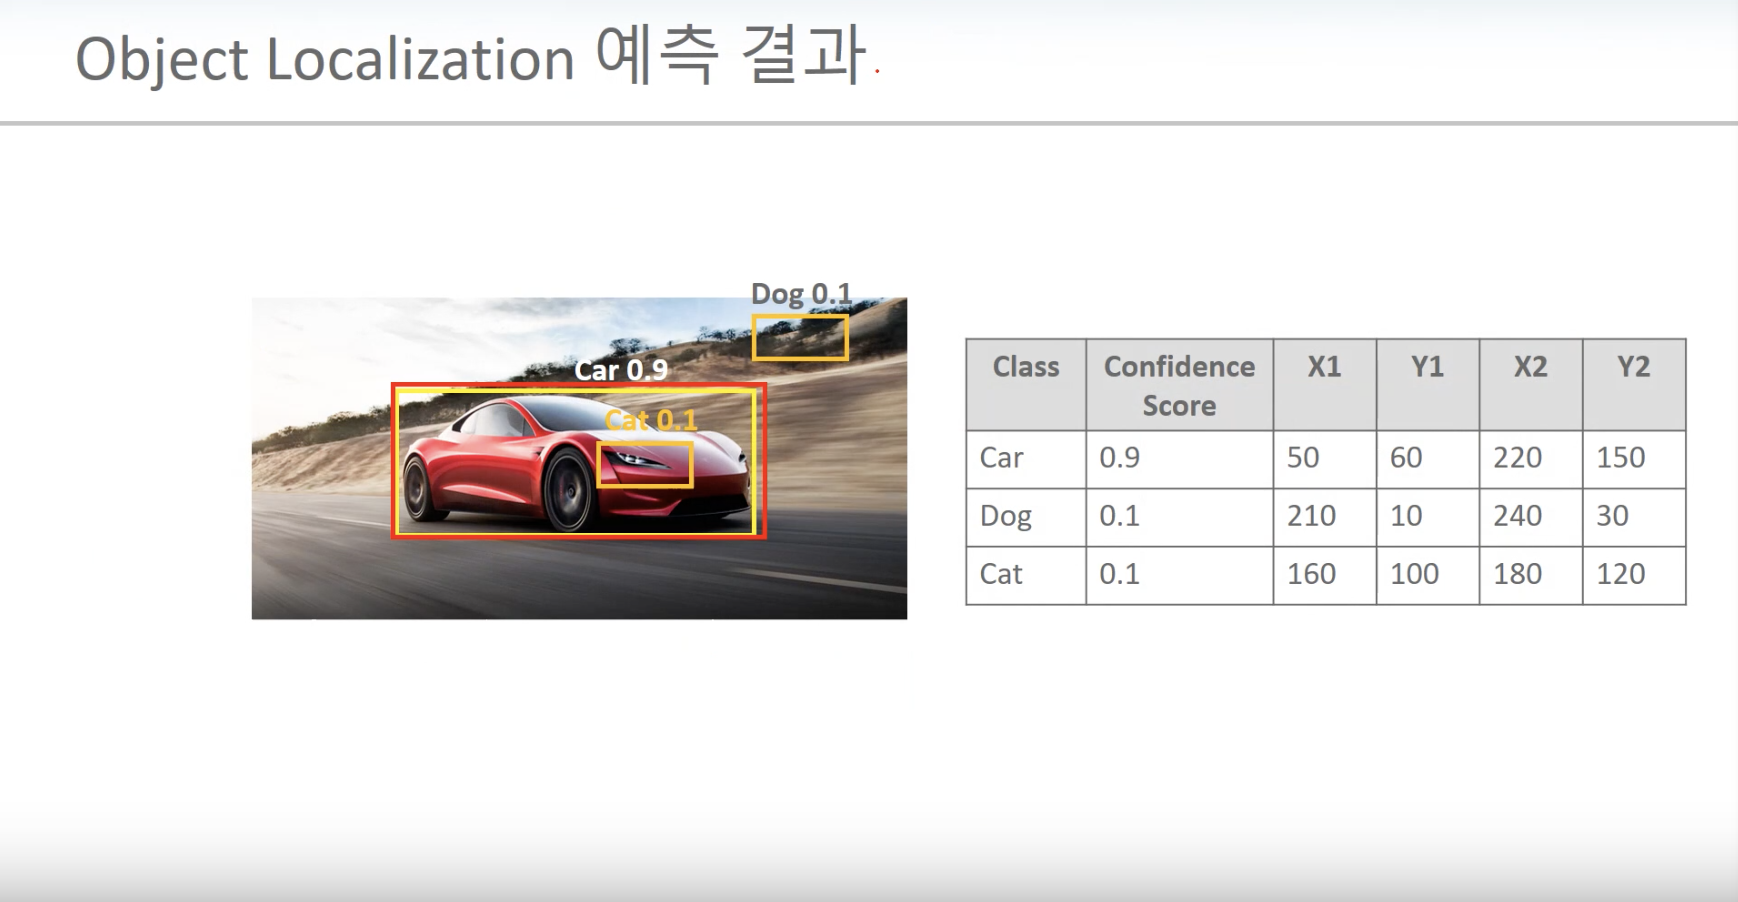 Object Localization 예측 결과
Dog 0.1
Car 0.9
Cat 0.1
Class Confidence Score X1 Y1 X2 Y2
Car 0.9 50 60 220 150
Dog 0.1 210 10 240 30
Cat 0.1 160 100 180 120